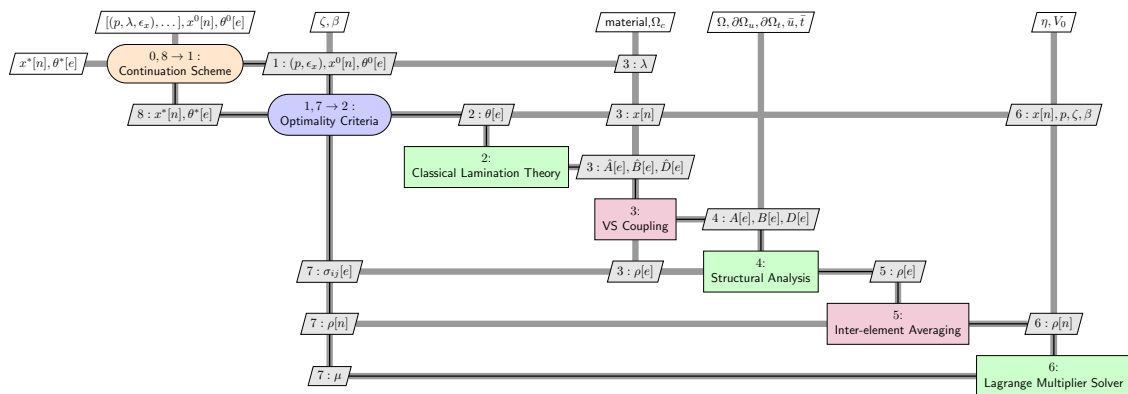 [(p, λ, ϵ_x), …], x^0[n], θ^0[e]
ζ, β
material, Ω_c
Ω, ∂Ω_u, ∂Ω_t, ū, t̄
η, V_0
x*[n], θ*[e]
0, 8 → 1 :
Continuation Scheme
1 : (p, ϵ_x), x^0[n], θ^0[e]
3 : λ
8 : x*[n], θ*[e]
1, 7 → 2 :
Optimality Criteria
2 : θ[e]
3 : x[n]
6 : x[n], p, ζ, β
2:
Classical Lamination Theory
3 : Â[e], B̂[e], D̂[e]
3:
VS Coupling
4 : A[e], B[e], D[e]
7 : σ_ij[e]
3 : ρ[e]
4:
Structural Analysis
5 : ρ[e]
7 : ρ[n]
5:
Inter-element Averaging
6 : ρ[n]
7 : μ
6:
Lagrange Multiplier Solver